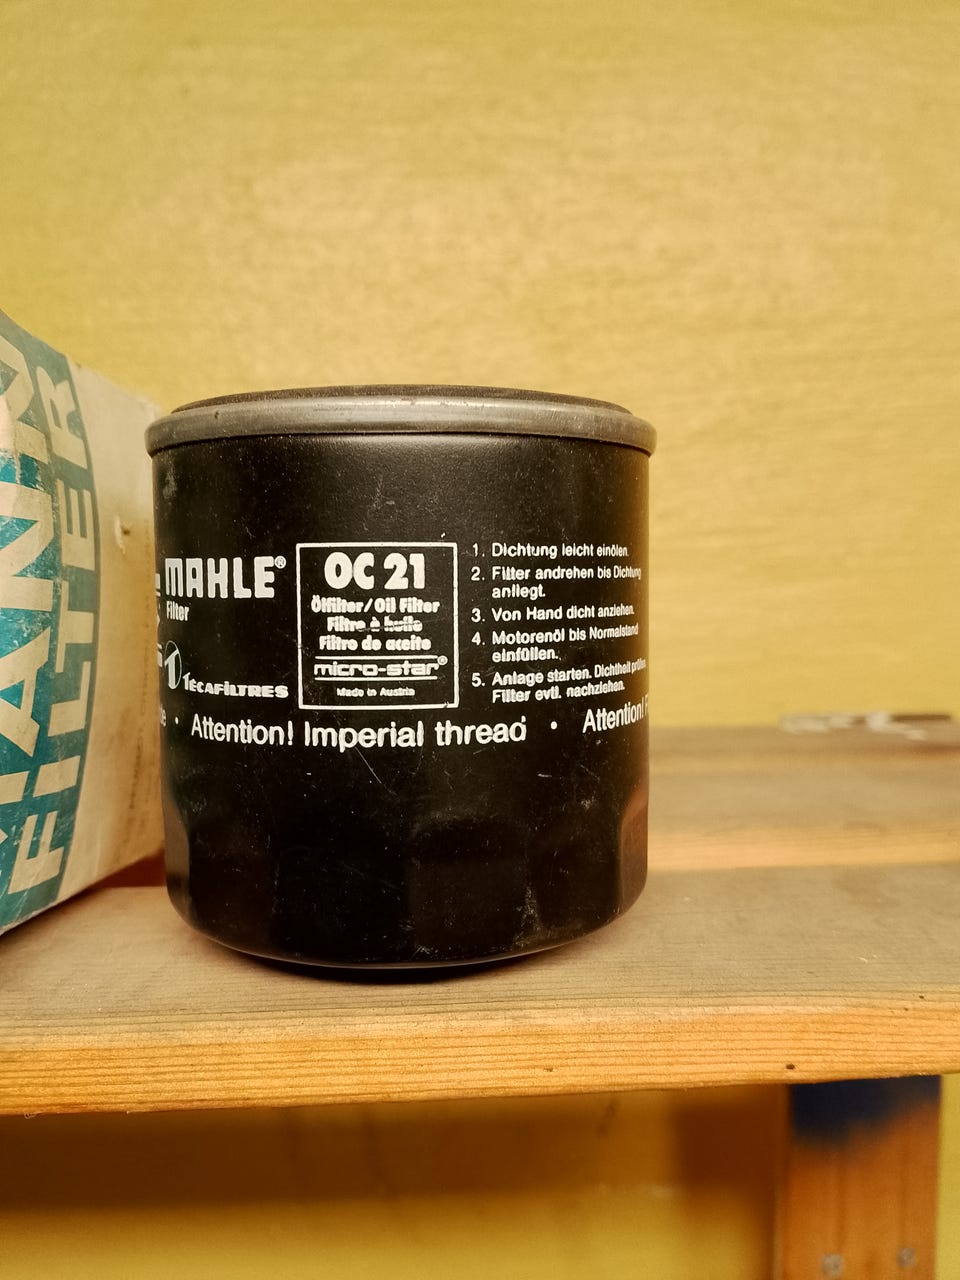 MANN
FILTER
MAHLE®
Filter
TECAFILTRES
OC 21
Ölfilter/Oil Filter
Filtre à huile
Filtro de aceite
micro-star®
Made in Austria
1. Dichtung leicht einölen.
2. Filter andrehen bis Dichtung
anliegt.
3. Von Hand dicht anziehen.
4. Motorenöl bis Normalstand
einfüllen.
5. Anlage starten. Dichtheit prüfen.
Filter evtl. nachziehen.
• Attention! Imperial thread • Attention!